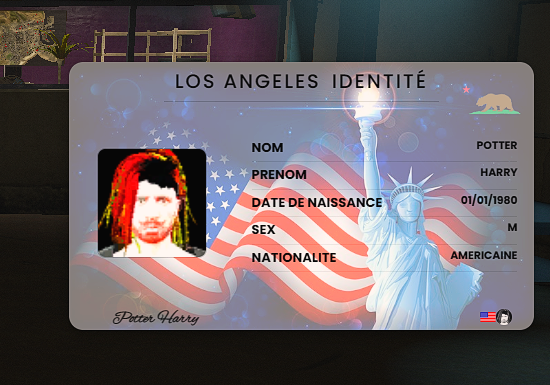 LOS ANGELES IDENTITÉ
NOM POTTER
PRENOM HARRY
DATE DE NAISSANCE 01/01/1980
SEX M
NATIONALITE AMERICAINE
Potter Harry